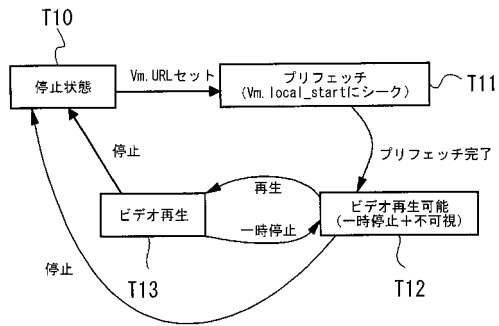 T10
停止状態
Vm.URLセット
プリフェッチ
(Vm.local_startにシーク)
T11
停止
プリフェッチ完了
再生
ビデオ再生
一時停止
ビデオ再生可能
(一時停止＋不可視)
停止
T13
T12